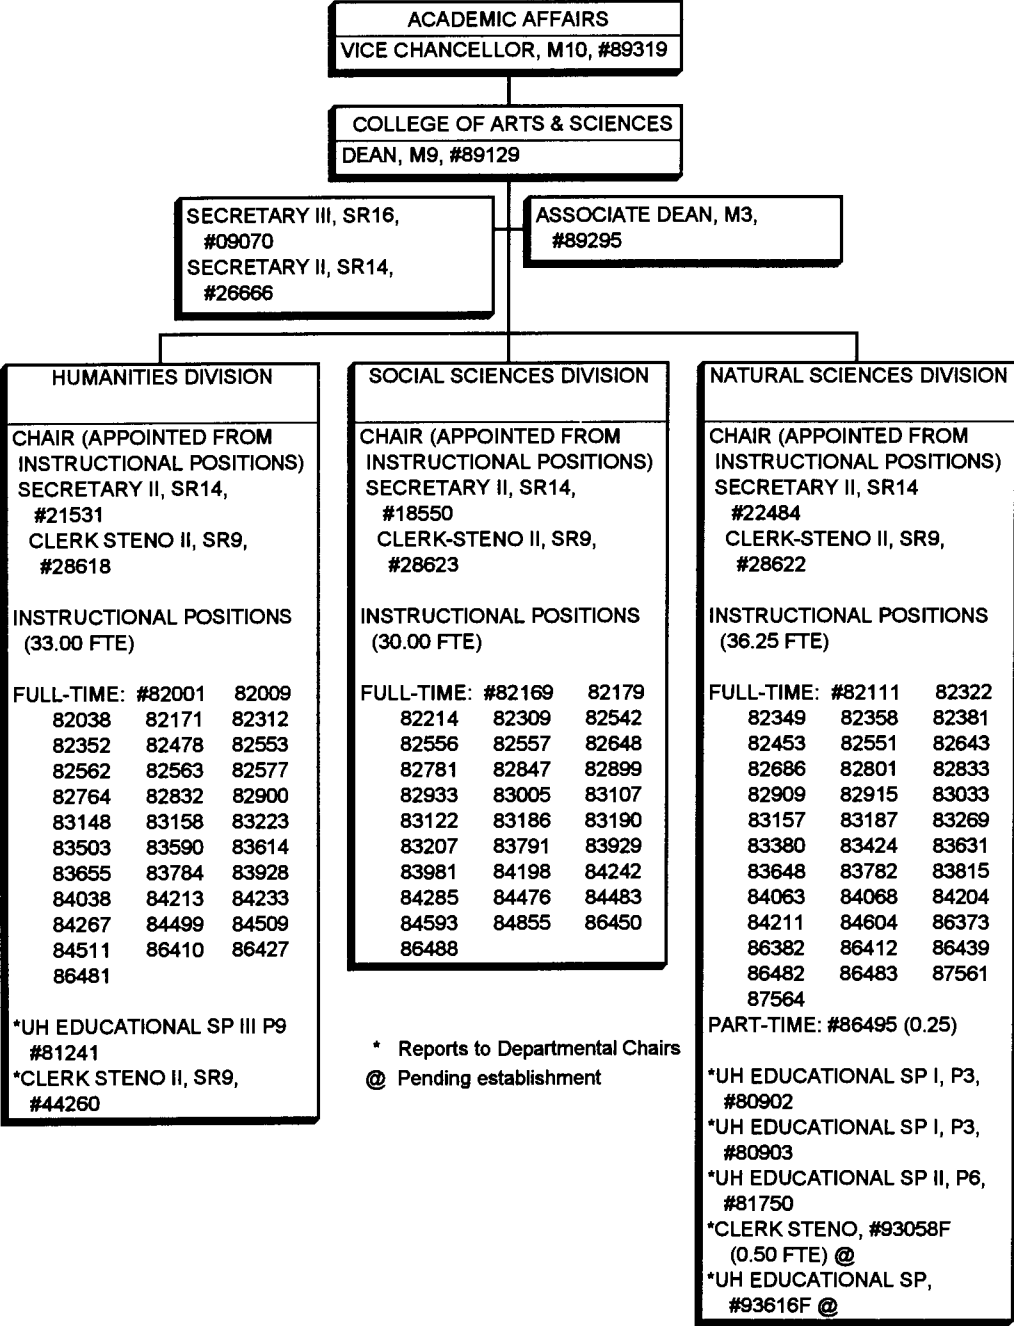 ACADEMIC AFFAIRS
VICE CHANCELLOR, M10, #89319
COLLEGE OF ARTS & SCIENCES
DEAN, M9, #89129
SECRETARY III, SR16,
#09070
SECRETARY II, SR14,
#26666
ASSOCIATE DEAN, M3,
#89295
HUMANITIES DIVISION
CHAIR (APPOINTED FROM
INSTRUCTIONAL POSITIONS)
SECRETARY II, SR14,
#21531
CLERK STENO II, SR9,
#28618
INSTRUCTIONAL POSITIONS
(33.00 FTE)
FULL-TIME: #82001 82009
82038 82171 82312
82352 82478 82553
82562 82563 82577
82764 82832 82900
83148 83158 83223
83503 83590 83614
83655 83784 83928
84038 84213 84233
84267 84499 84509
84511 86410 86427
86481
*UH EDUCATIONAL SP III P9
#81241
*CLERK STENO II, SR9,
#44260
SOCIAL SCIENCES DIVISION
CHAIR (APPOINTED FROM
INSTRUCTIONAL POSITIONS)
SECRETARY II, SR14,
#18550
CLERK-STENO II, SR9,
#28623
INSTRUCTIONAL POSITIONS
(30.00 FTE)
FULL-TIME: #82169 82179
82214 82309 82542
82556 82557 82648
82781 82847 82899
82933 83005 83107
83122 83186 83190
83207 83791 83929
83981 84198 84242
84285 84476 84483
84593 84855 86450
86488
* Reports to Departmental Chairs
@ Pending establishment
NATURAL SCIENCES DIVISION
CHAIR (APPOINTED FROM
INSTRUCTIONAL POSITIONS)
SECRETARY II, SR14
#22484
CLERK-STENO II, SR9,
#28622
INSTRUCTIONAL POSITIONS
(36.25 FTE)
FULL-TIME: #82111 82322
82349 82358 82381
82453 82551 82643
82686 82801 82833
82909 82915 83033
83157 83187 83269
83380 83424 83631
83648 83782 83815
84063 84068 84204
84211 84604 86373
86382 86412 86439
86482 86483 87561
87564
PART-TIME: #86495 (0.25)
*UH EDUCATIONAL SP I, P3,
#80902
*UH EDUCATIONAL SP I, P3,
#80903
*UH EDUCATIONAL SP II, P6,
#81750
*CLERK STENO, #93058F
(0.50 FTE) @
*UH EDUCATIONAL SP,
#93616F @